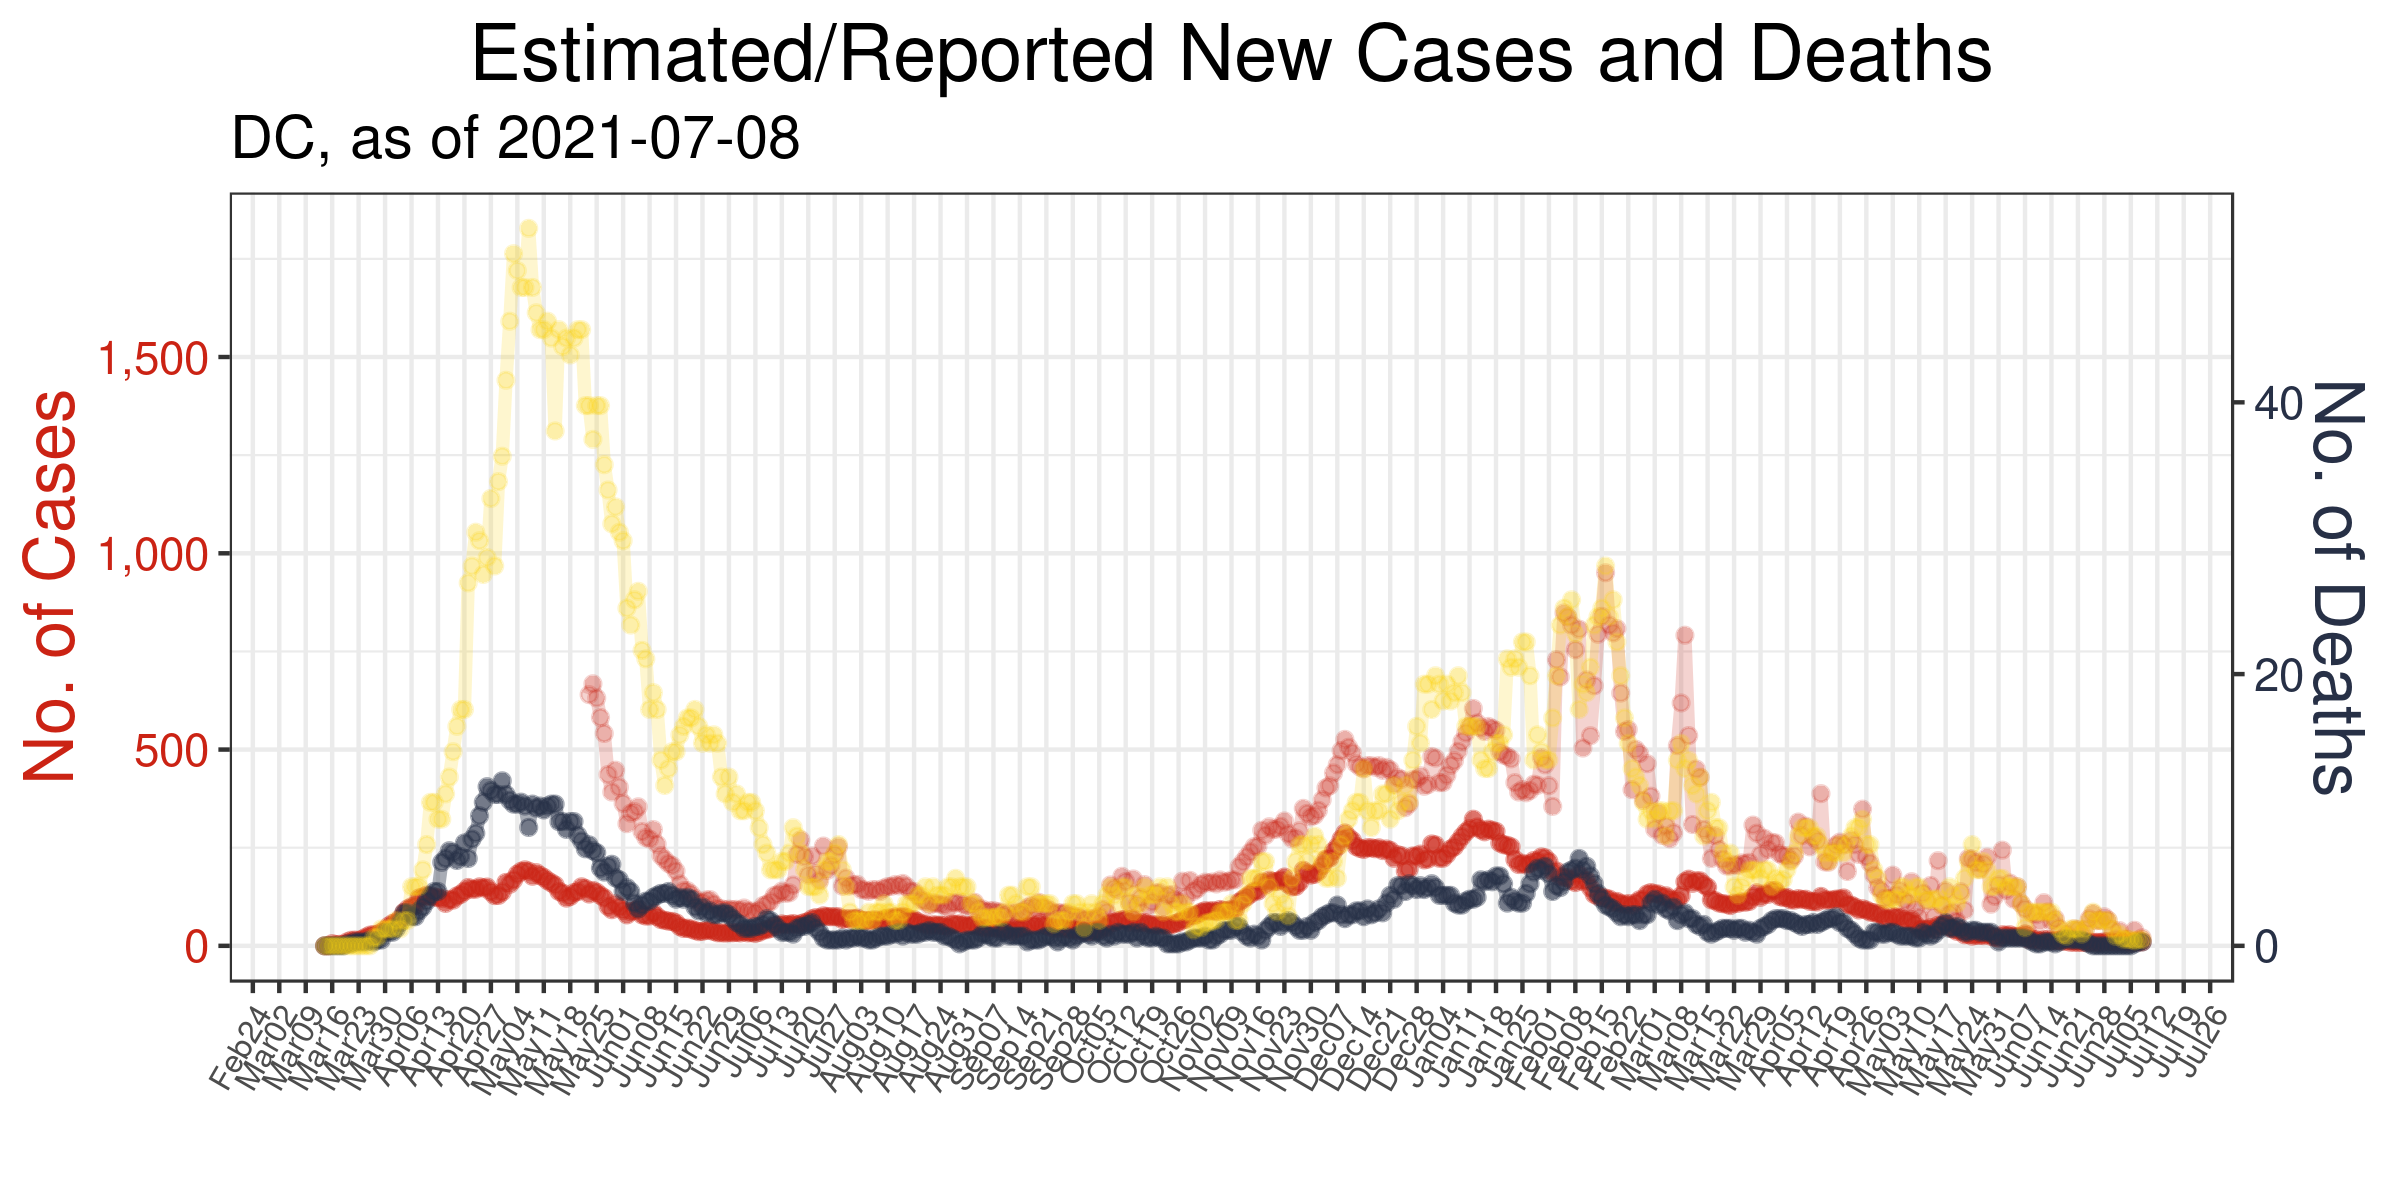 Estimated/Reported New Cases and Deaths
DC, as of 2021-07-08
No. of Cases
1,500
1,000
500
0
No. of Deaths
40
20
0
Feb24
Mar02
Mar09
Mar16
Mar23
Mar30
Apr06
Apr13
Apr20
Apr27
May04
May11
May18
May25
Jun01
Jun08
Jun15
Jun22
Jun29
Jul06
Jul13
Jul20
Jul27
Aug03
Aug10
Aug17
Aug24
Aug31
Sep07
Sep14
Sep21
Sep28
Oct05
Oct12
Oct19
Oct26
Nov02
Nov09
Nov16
Nov23
Nov30
Dec07
Dec14
Dec21
Dec28
Jan04
Jan11
Jan18
Jan25
Feb01
Feb08
Feb15
Feb22
Mar01
Mar08
Mar15
Mar22
Mar29
Apr05
Apr12
Apr19
Apr26
May03
May10
May17
May24
May31
Jun07
Jun14
Jun21
Jun28
Jul05
Jul12
Jul19
Jul26